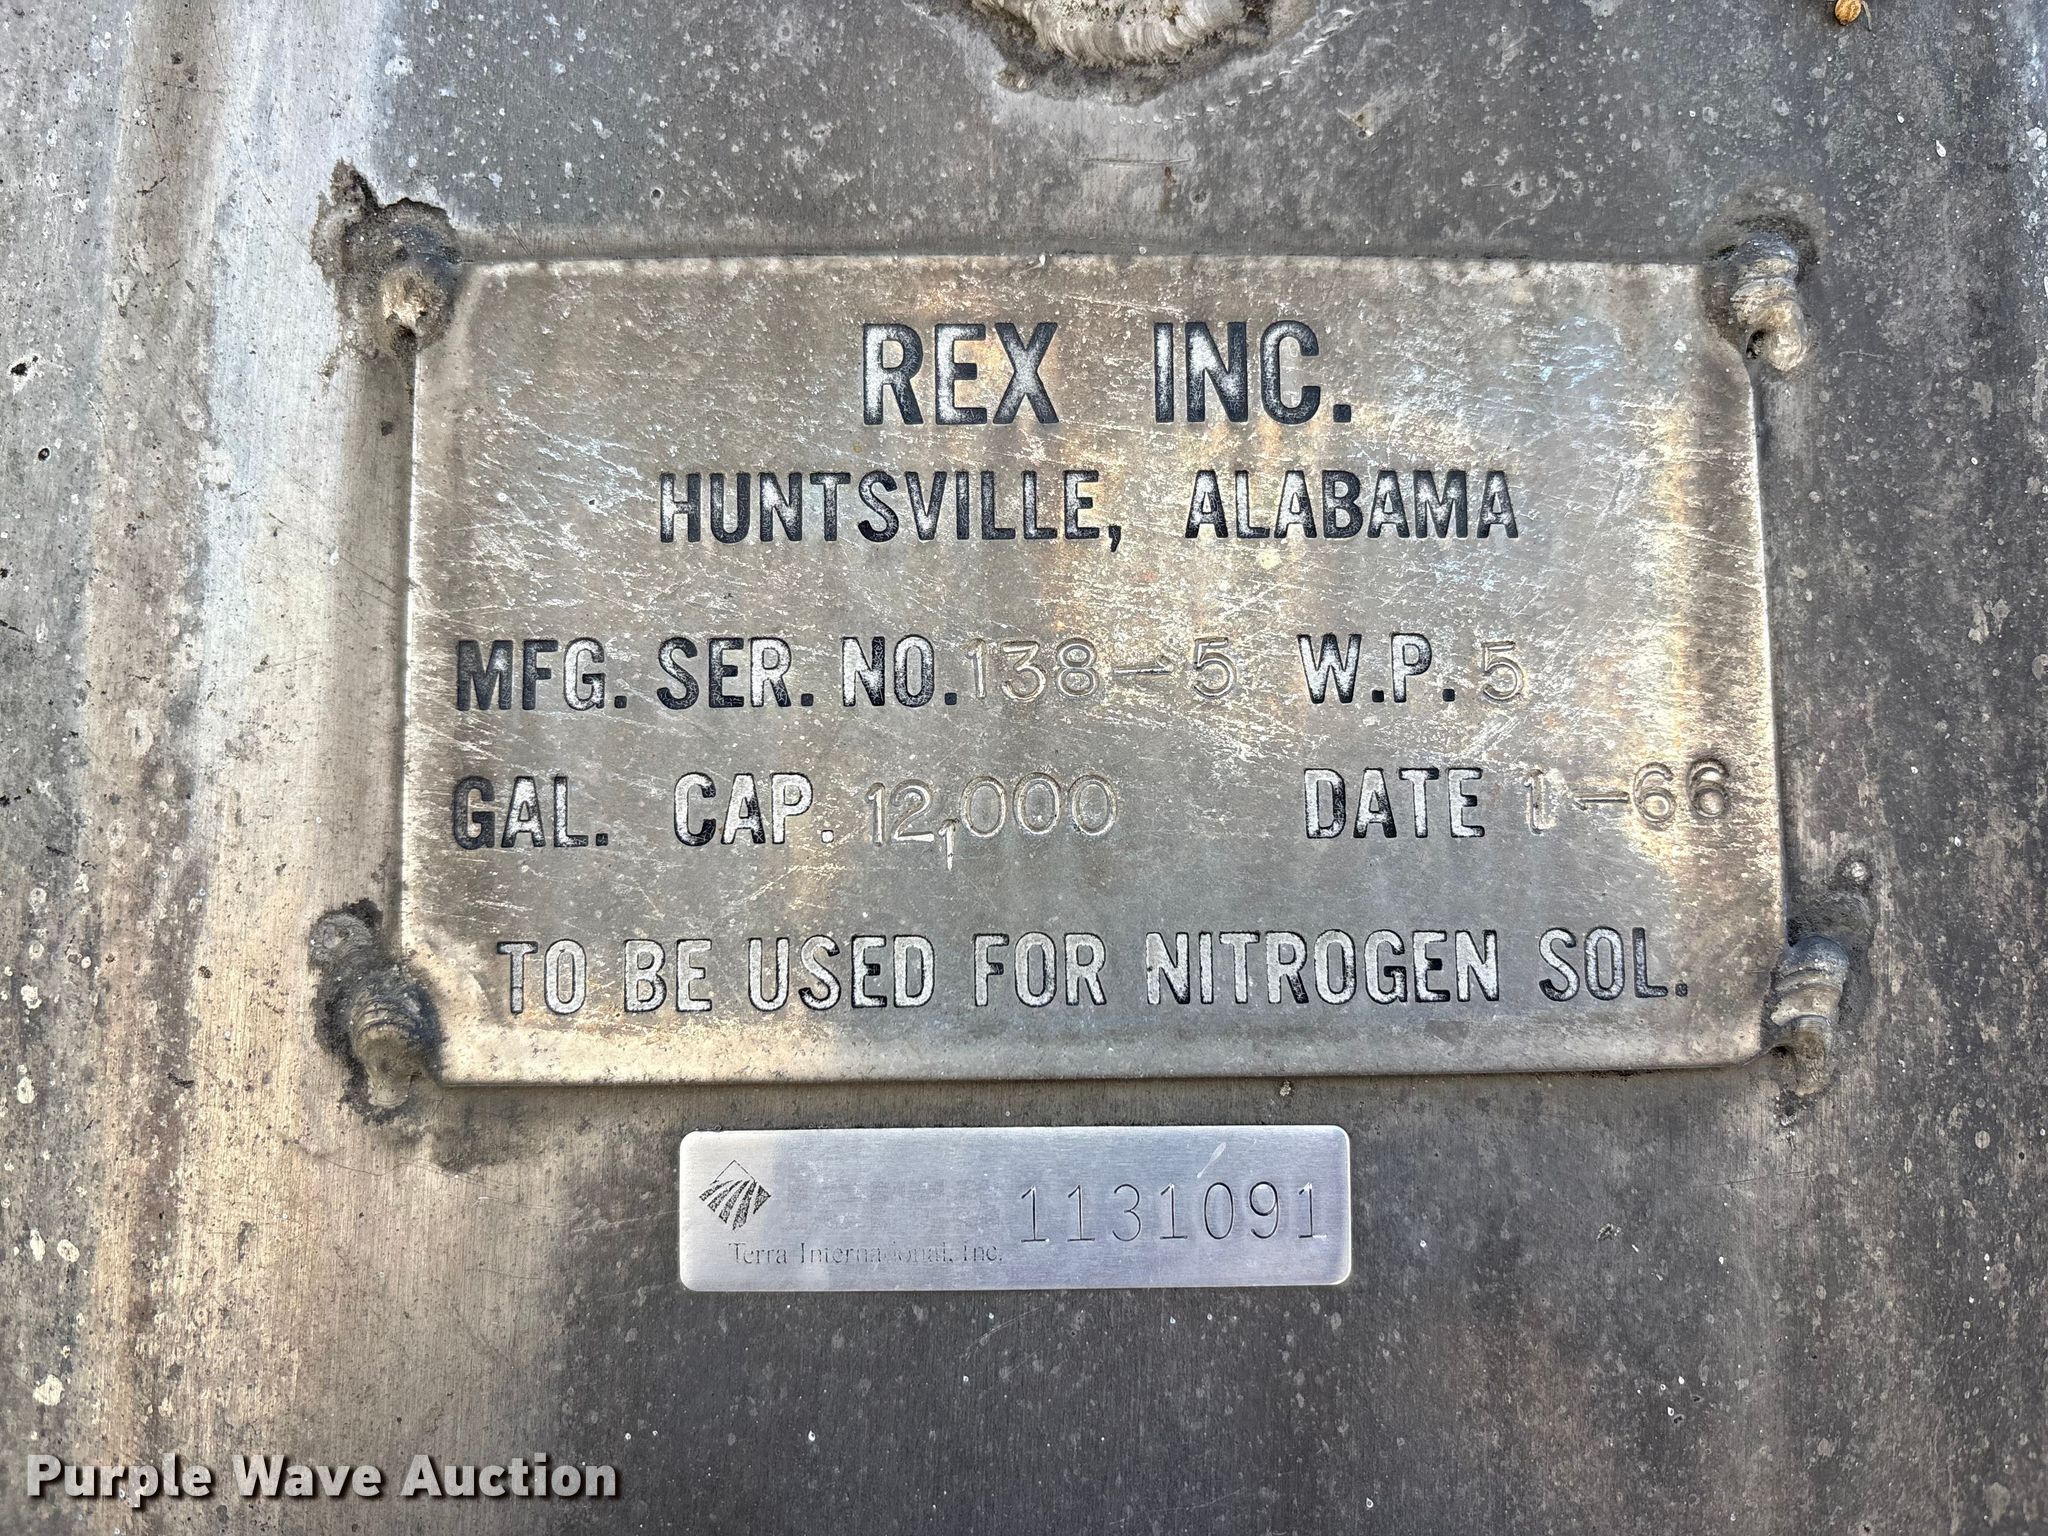 REX INC.
HUNTSVILLE, ALABAMA
MFG. SER. NO. 138-5 W.P. 5
GAL. CAP. 12,000 DATE 1-66
TO BE USED FOR NITROGEN SOL.
1131091
Terra International, Inc.
Purple Wave Auction